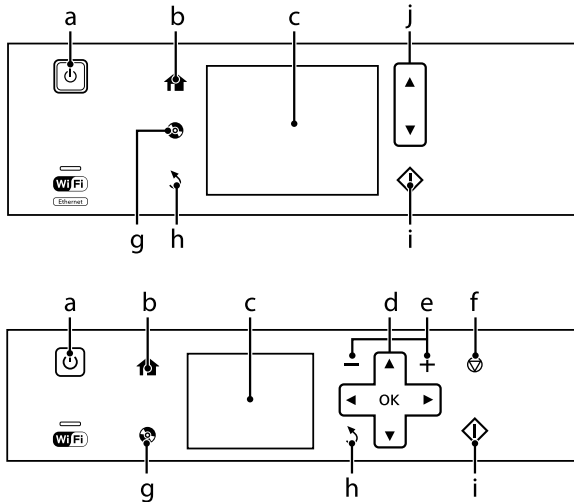 a b c j
WiFi
Ethernet
g h i
a b c d e f
OK
WiFi
g h i